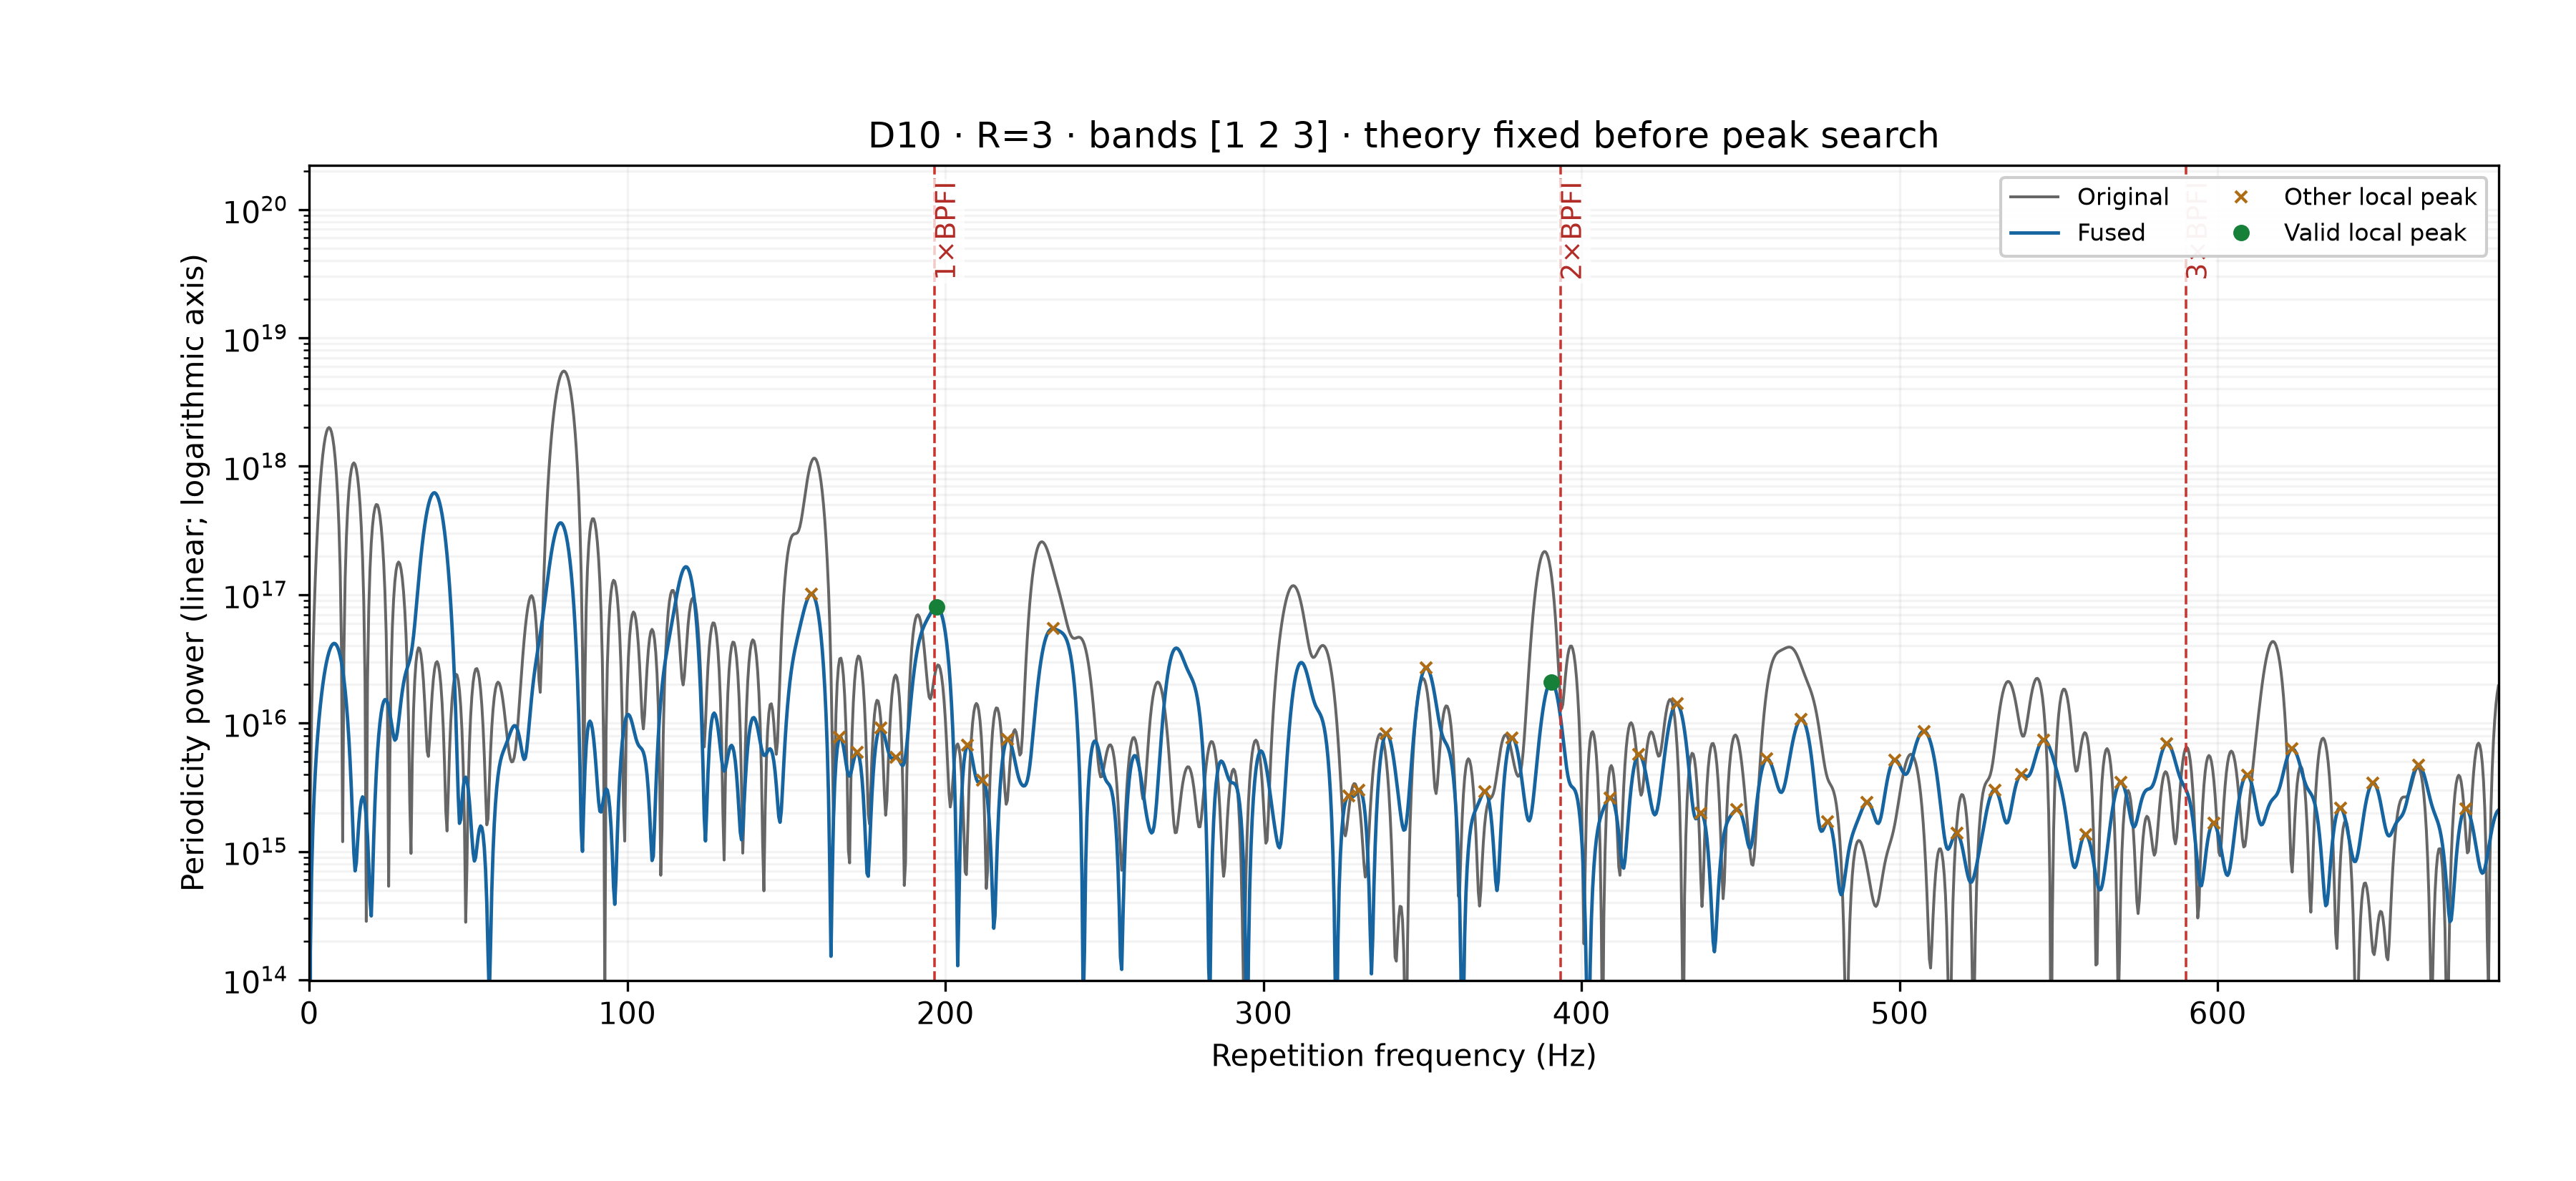 D10 · R=3 · bands [1 2 3] · theory fixed before peak search
Periodicity power (linear; logarithmic axis)
10^20
10^19
10^18
10^17
10^16
10^15
10^14
1×BPFI
2×BPFI
3×BPFI
Original
Fused
Other local peak
Valid local peak
0
100
200
300
400
500
600
Repetition frequency (Hz)